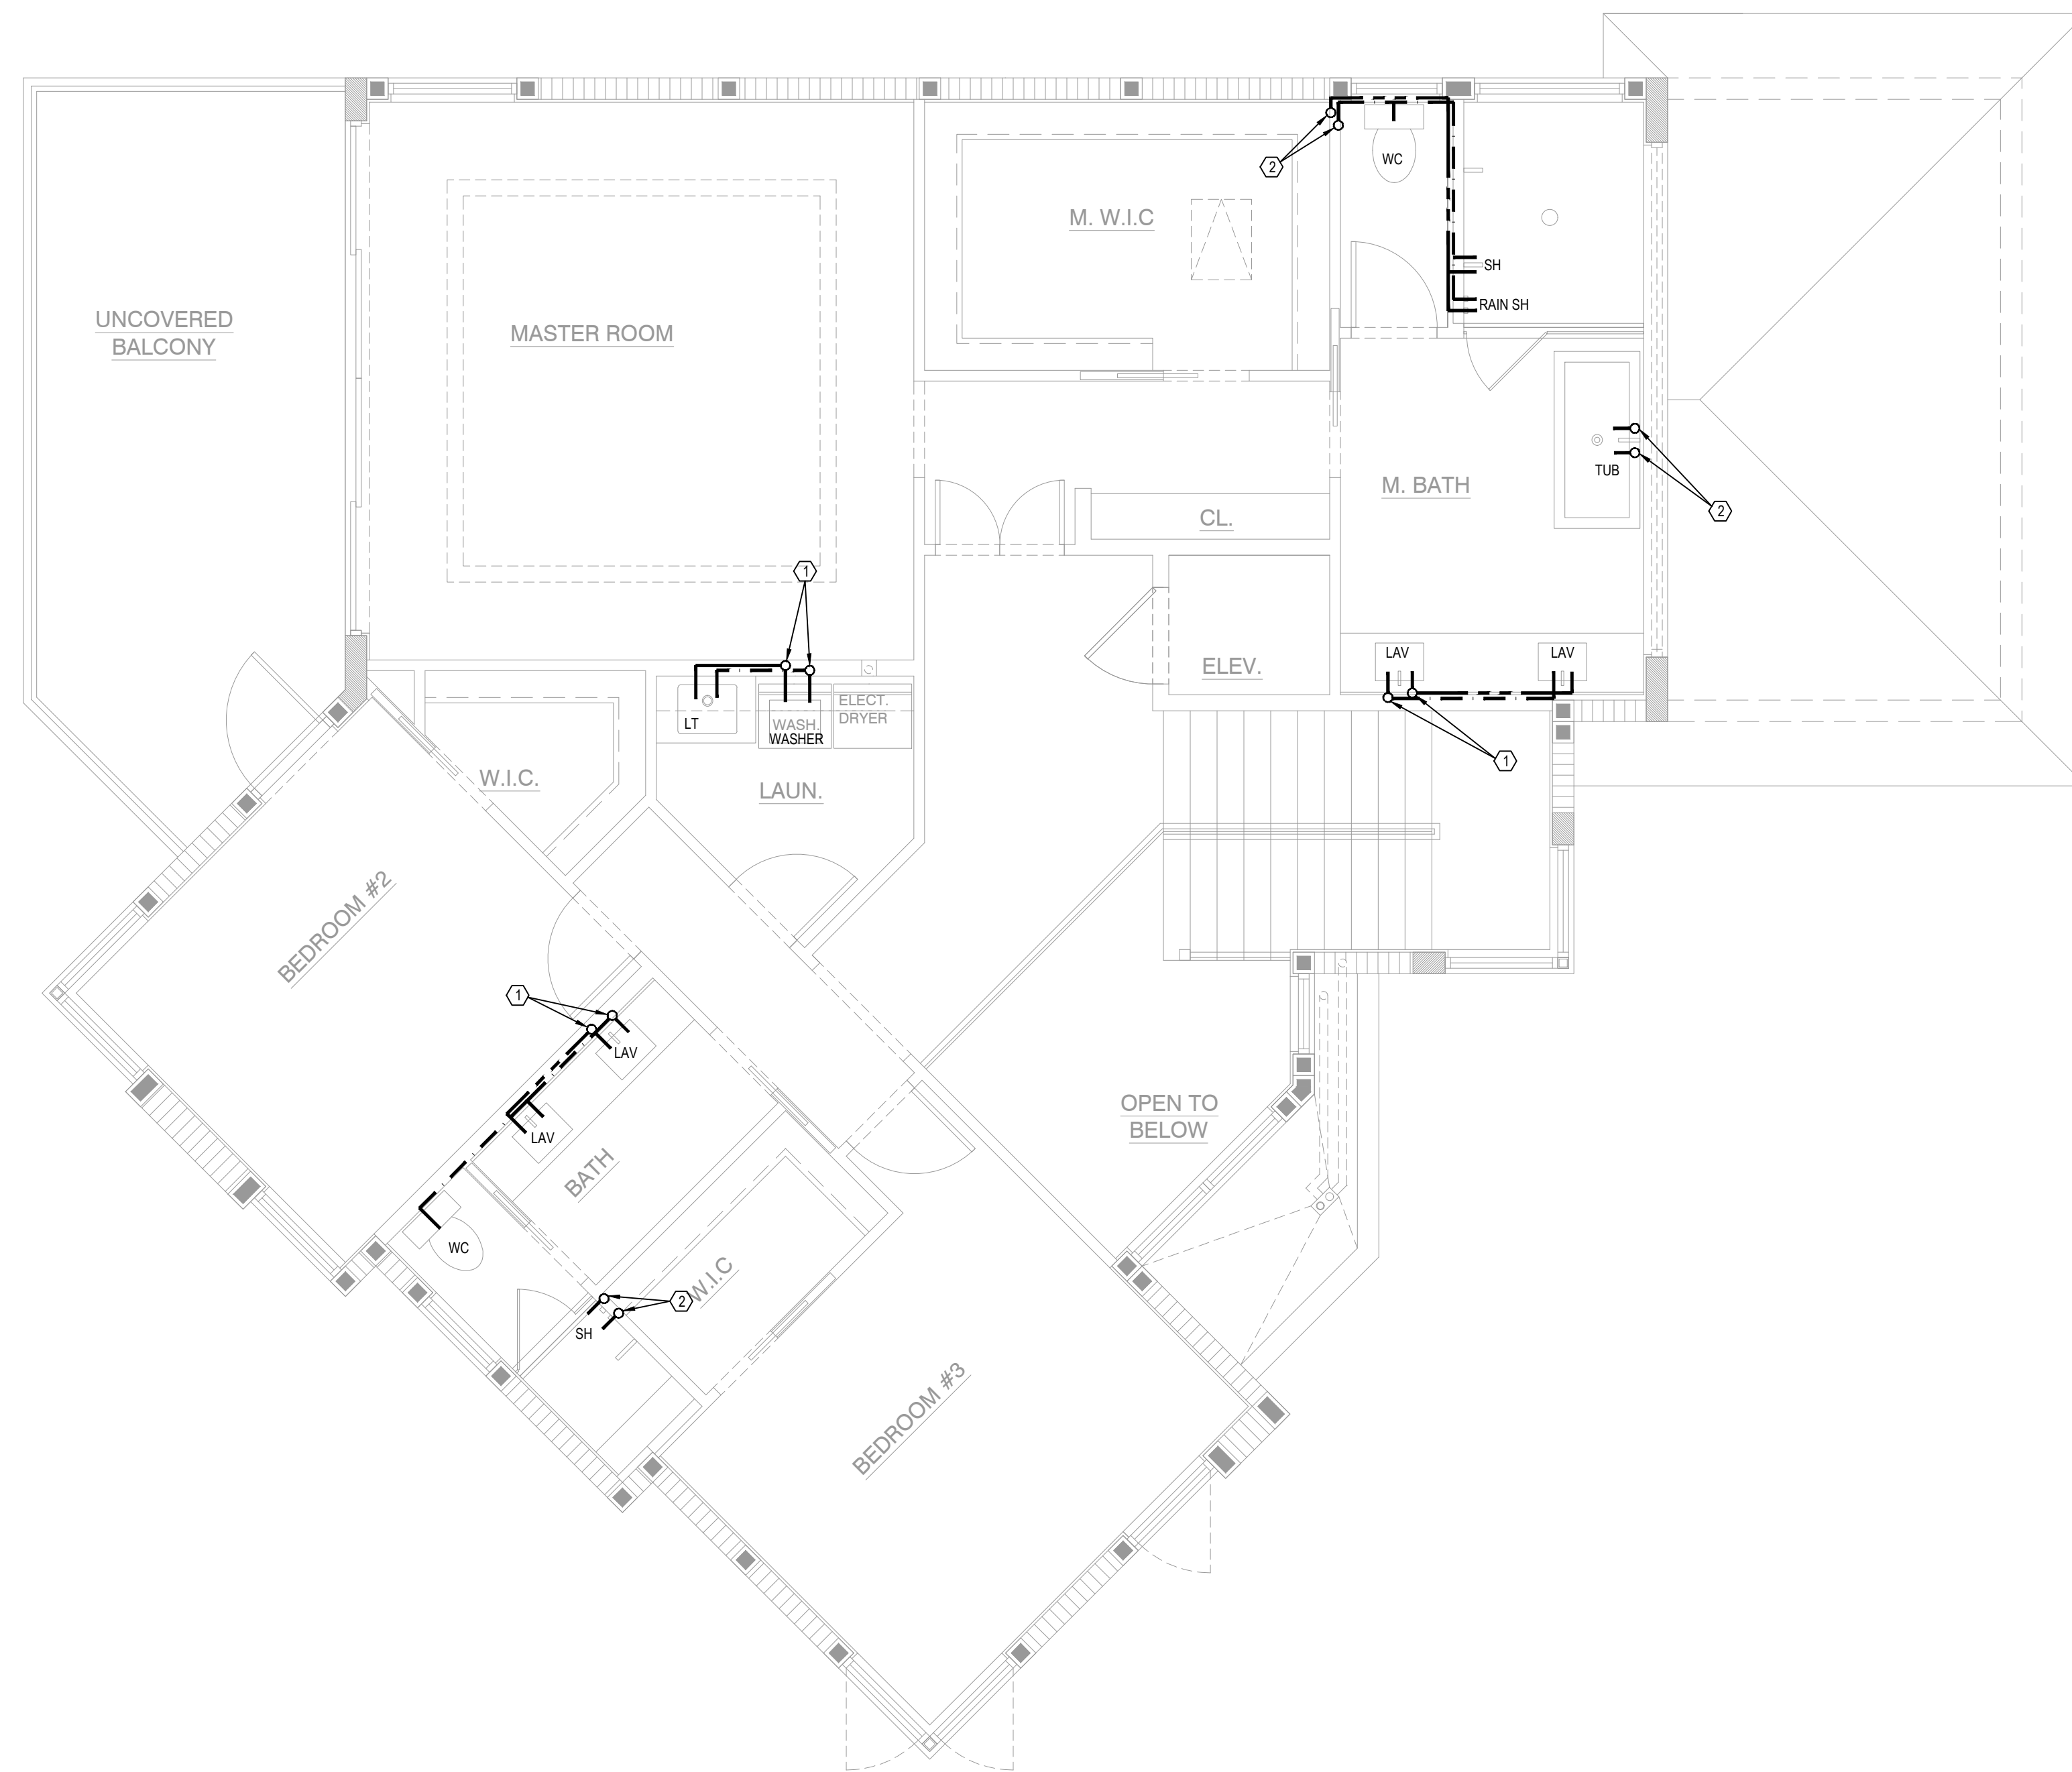 2
WC
M. W.I.C
SH
RAIN SH
UNCOVERED
BALCONY
MASTER ROOM
TUB
M. BATH
2
CL.
1
LAV
LAV
ELEV.
ELECT.
DRYER
LT
WASH.
WASHER
1
W.I.C.
LAUN.
BEDROOM #2
1
LAV
LAV
OPEN TO
BELOW
BATH
WC
W.I.C
2
SH
BEDROOM #3